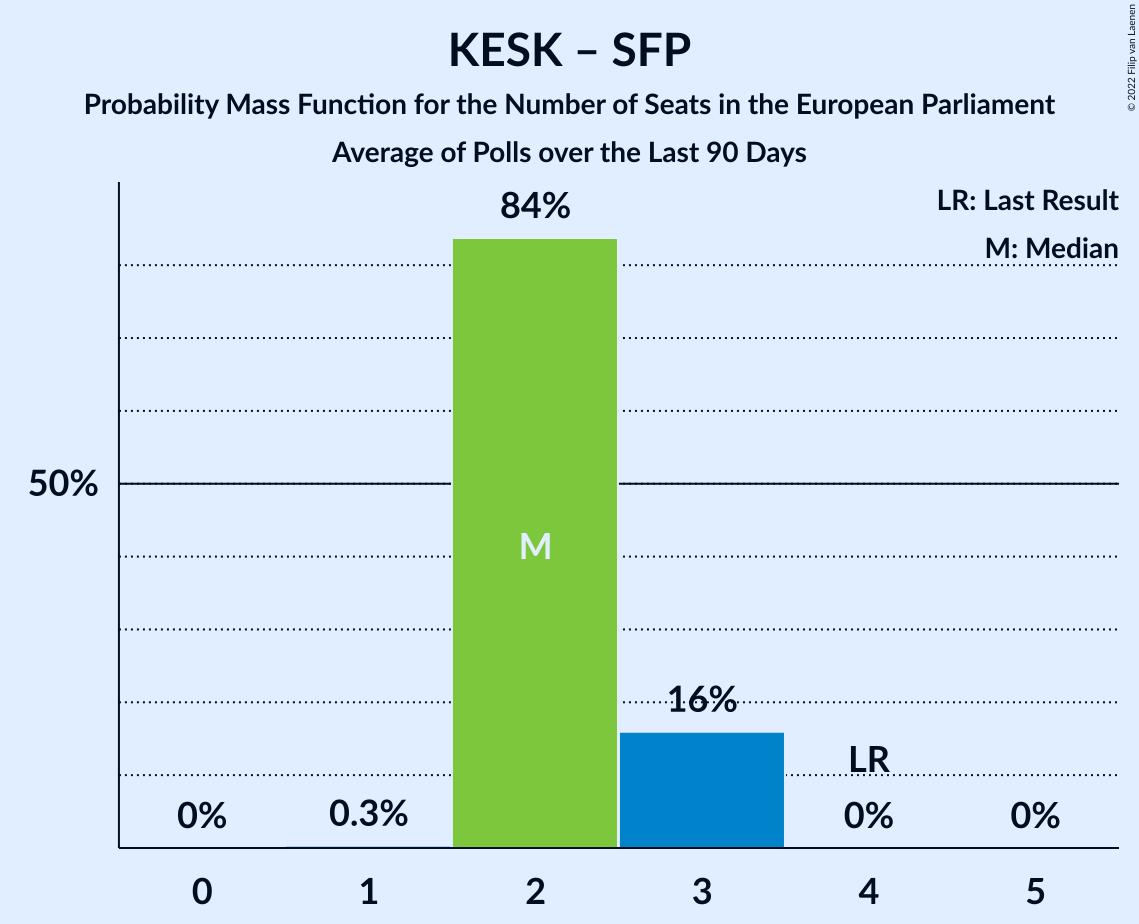 KESK – SFP
Probability Mass Function for the Number of Seats in the European Parliament
Average of Polls over the Last 90 Days
© 2022 Filip van Laenen
LR: Last Result
M: Median
84%
50%
M
16%
LR
0%
0.3%
0%
0%
0
1
2
3
4
5